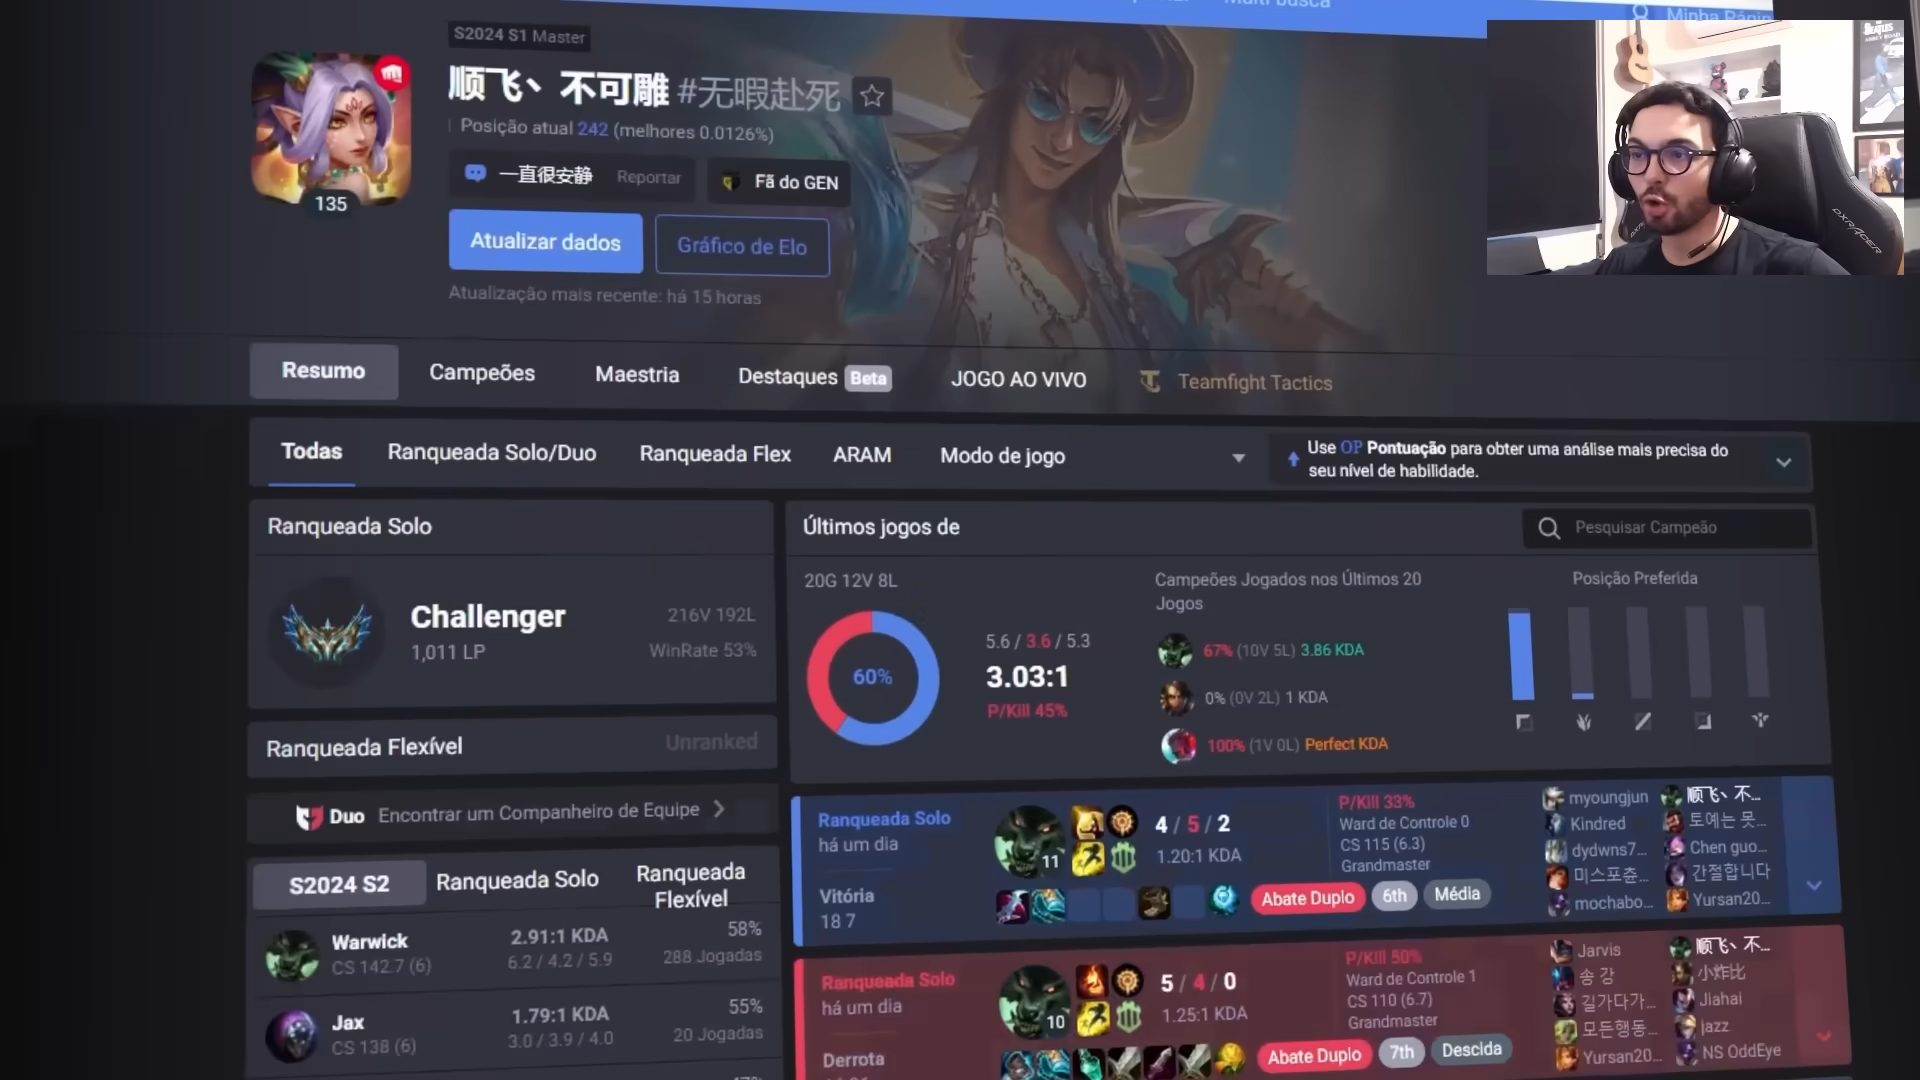 Multi busca
Minha Página
S2024 S1 Master
顺飞丶 不可雕 #无暇赴死
Posição atual 242 (melhores 0.0126%)
一直很安静 Reportar
Fã do GEN
135
Atualizar dados
Gráfico de Elo
Atualização mais recente: há 15 horas
BEATLES
ABBEY ROAD
DXRACER
Resumo
Campeões
Maestria
Destaques Beta
JOGO AO VIVO
Teamfight Tactics
Todas
Ranqueada Solo/Duo
Ranqueada Flex
ARAM
Modo de jogo
Use OP Pontuação para obter uma análise mais precisa do
seu nível de habilidade.
Ranqueada Solo
Challenger
1,011 LP
216V 192L
WinRate 53%
Ranqueada Flexível
Unranked
Duo Encontrar um Companheiro de Equipe
S2024 S2
Ranqueada Solo
Ranqueada
Flexível
Warwick
CS 142.7 (6)
2.91:1 KDA
6.2 / 4.2 / 5.9
58%
288 Jogadas
Jax
CS 138 (6)
1.79:1 KDA
3.0 / 3.9 / 4.0
55%
20 Jogadas
Últimos jogos de
Pesquisar Campeão
20G 12V 8L
60%
5.6 / 3.6 / 5.3
3.03:1
P/Kill 45%
Campeões Jogados nos Últimos 20
Jogos
67% (10V 5L) 3.86 KDA
0% (0V 2L) 1 KDA
100% (1V 0L) Perfect KDA
Posição Preferida
Ranqueada Solo
há um dia
Vitória
18 7
11
4 / 5 / 2
1.20:1 KDA
P/Kill 33%
Ward de Controle 0
CS 115 (6.3)
Grandmaster
Abate Duplo
6th
Média
myoungjun
Kindred
dydwns7...
미스포츈...
mochabo...
顺飞丶 不...
토예는 못...
Chen guo...
간절합니다
Yursan20...
Ranqueada Solo
há um dia
Derrota
10
5 / 4 / 0
1.25:1 KDA
P/Kill 50%
Ward de Controle 1
CS 110 (6.7)
Grandmaster
Abate Duplo
7th
Descida
Jarvis
송 강
길가다가...
모든행동...
Yursan20...
顺飞丶 不...
小炸比
Jiahai
jazz
NS OddEye